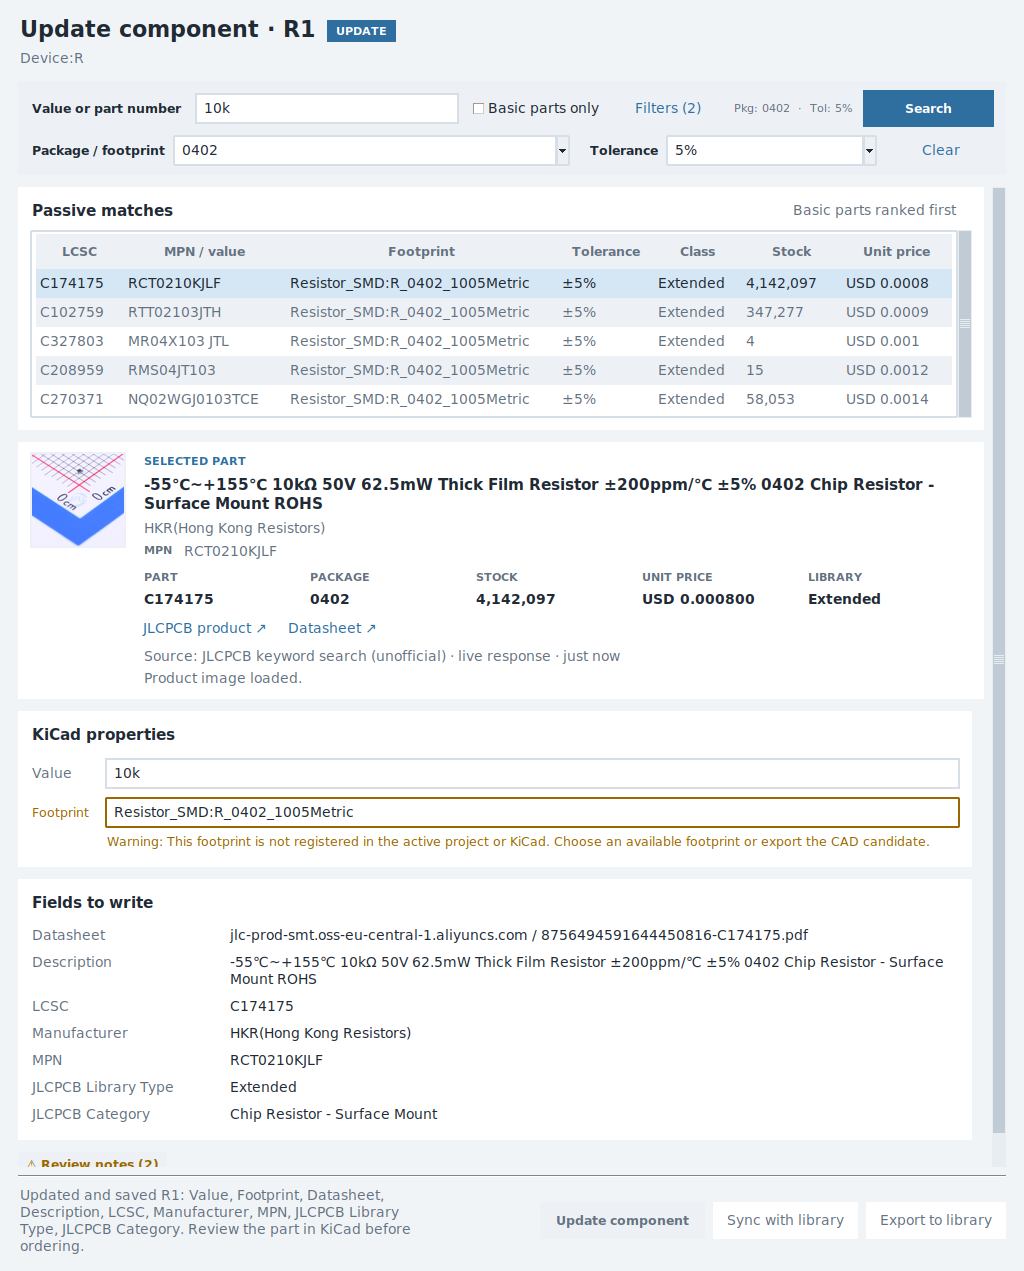 Update component · R1 UPDATE
Device:R
Value or part number 10k Basic parts only Filters (2) Pkg: 0402 · Tol: 5% Search
Package / footprint 0402 Tolerance 5% Clear
Passive matches Basic parts ranked first
LCSC MPN / value Footprint Tolerance Class Stock Unit price
C174175 RCT0210KJLF Resistor_SMD:R_0402_1005Metric ±5% Extended 4,142,097 USD 0.0008
C102759 RTT02103JTH Resistor_SMD:R_0402_1005Metric ±5% Extended 347,277 USD 0.0009
C327803 MR04X103 JTL Resistor_SMD:R_0402_1005Metric ±5% Extended 4 USD 0.001
C208959 RMS04JT103 Resistor_SMD:R_0402_1005Metric ±5% Extended 15 USD 0.0012
C270371 NQ02WGJ0103TCE Resistor_SMD:R_0402_1005Metric ±5% Extended 58,053 USD 0.0014
0cm 0cm
SELECTED PART
-55℃~+155℃ 10kΩ 50V 62.5mW Thick Film Resistor ±200ppm/℃ ±5% 0402 Chip Resistor -
Surface Mount ROHS
HKR(Hong Kong Resistors)
MPN RCT0210KJLF
PART PACKAGE STOCK UNIT PRICE LIBRARY
C174175 0402 4,142,097 USD 0.000800 Extended
JLCPCB product ↗ Datasheet ↗
Source: JLCPCB keyword search (unofficial) · live response · just now
Product image loaded.
KiCad properties
Value 10k
Footprint Resistor_SMD:R_0402_1005Metric
Warning: This footprint is not registered in the active project or KiCad. Choose an available footprint or export the CAD candidate.
Fields to write
Datasheet jlc-prod-smt.oss-eu-central-1.aliyuncs.com / 8756494591644450816-C174175.pdf
Description -55℃~+155℃ 10kΩ 50V 62.5mW Thick Film Resistor ±200ppm/℃ ±5% 0402 Chip Resistor - Surface
Mount ROHS
LCSC C174175
Manufacturer HKR(Hong Kong Resistors)
MPN RCT0210KJLF
JLCPCB Library Type Extended
JLCPCB Category Chip Resistor - Surface Mount
⚠ Review notes (2)
Updated and saved R1: Value, Footprint, Datasheet,
Description, LCSC, Manufacturer, MPN, JLCPCB Library
Type, JLCPCB Category. Review the part in KiCad before
ordering.
Update component Sync with library Export to library